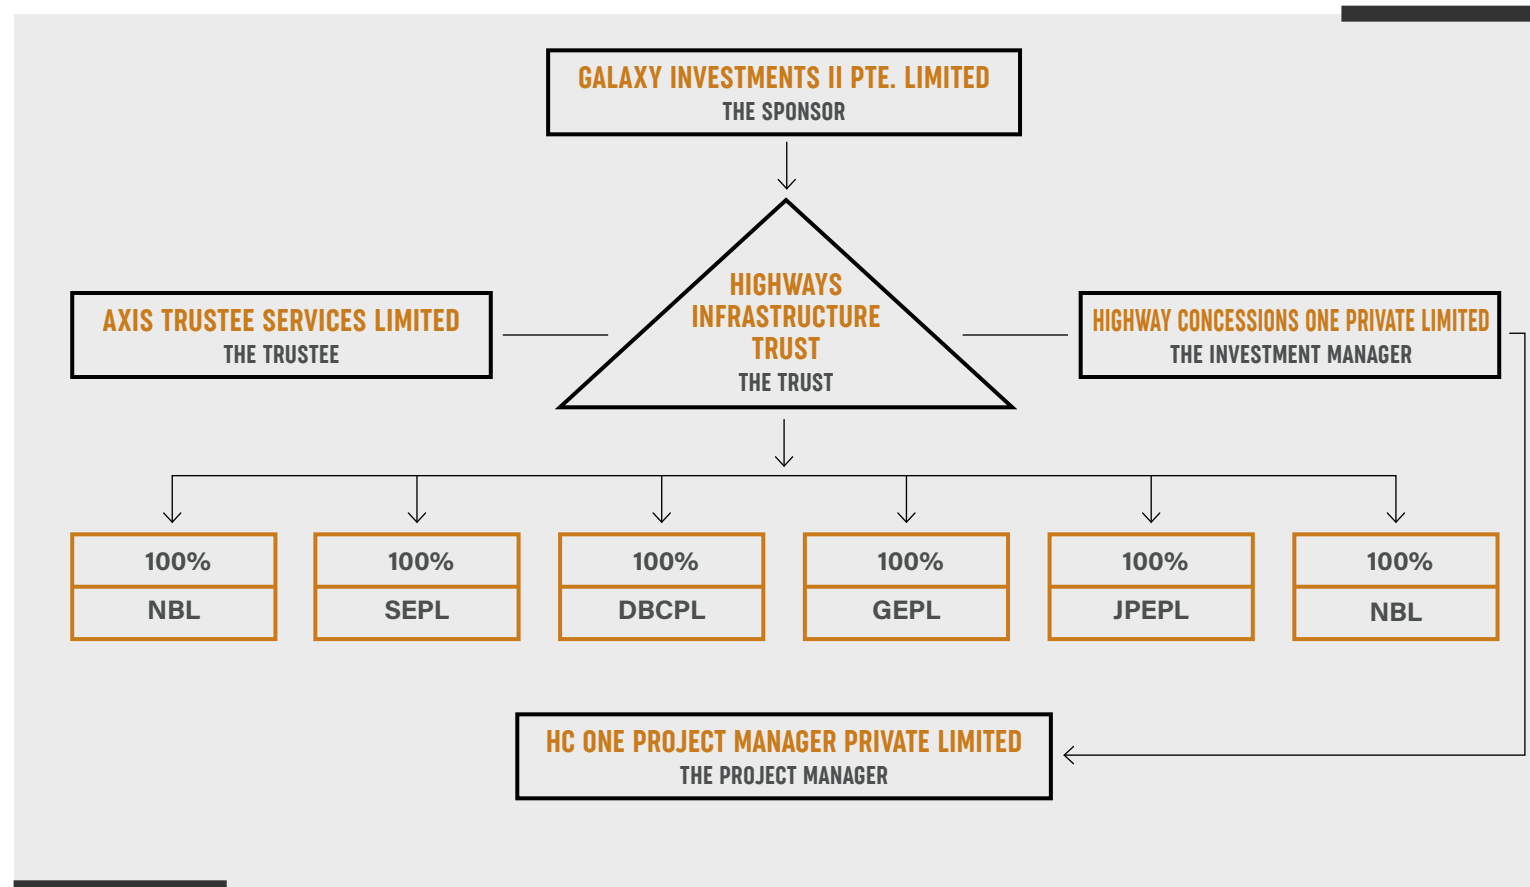 GALAXY INVESTMENTS II PTE. LIMITED
THE SPONSOR
HIGHWAYS
INFRASTRUCTURE
TRUST
THE TRUST
AXIS TRUSTEE SERVICES LIMITED
THE TRUSTEE
HIGHWAY CONCESSIONS ONE PRIVATE LIMITED
THE INVESTMENT MANAGER
100%
NBL
100%
SEPL
100%
DBCPL
100%
GEPL
100%
JPEPL
100%
NBL
HC ONE PROJECT MANAGER PRIVATE LIMITED
THE PROJECT MANAGER